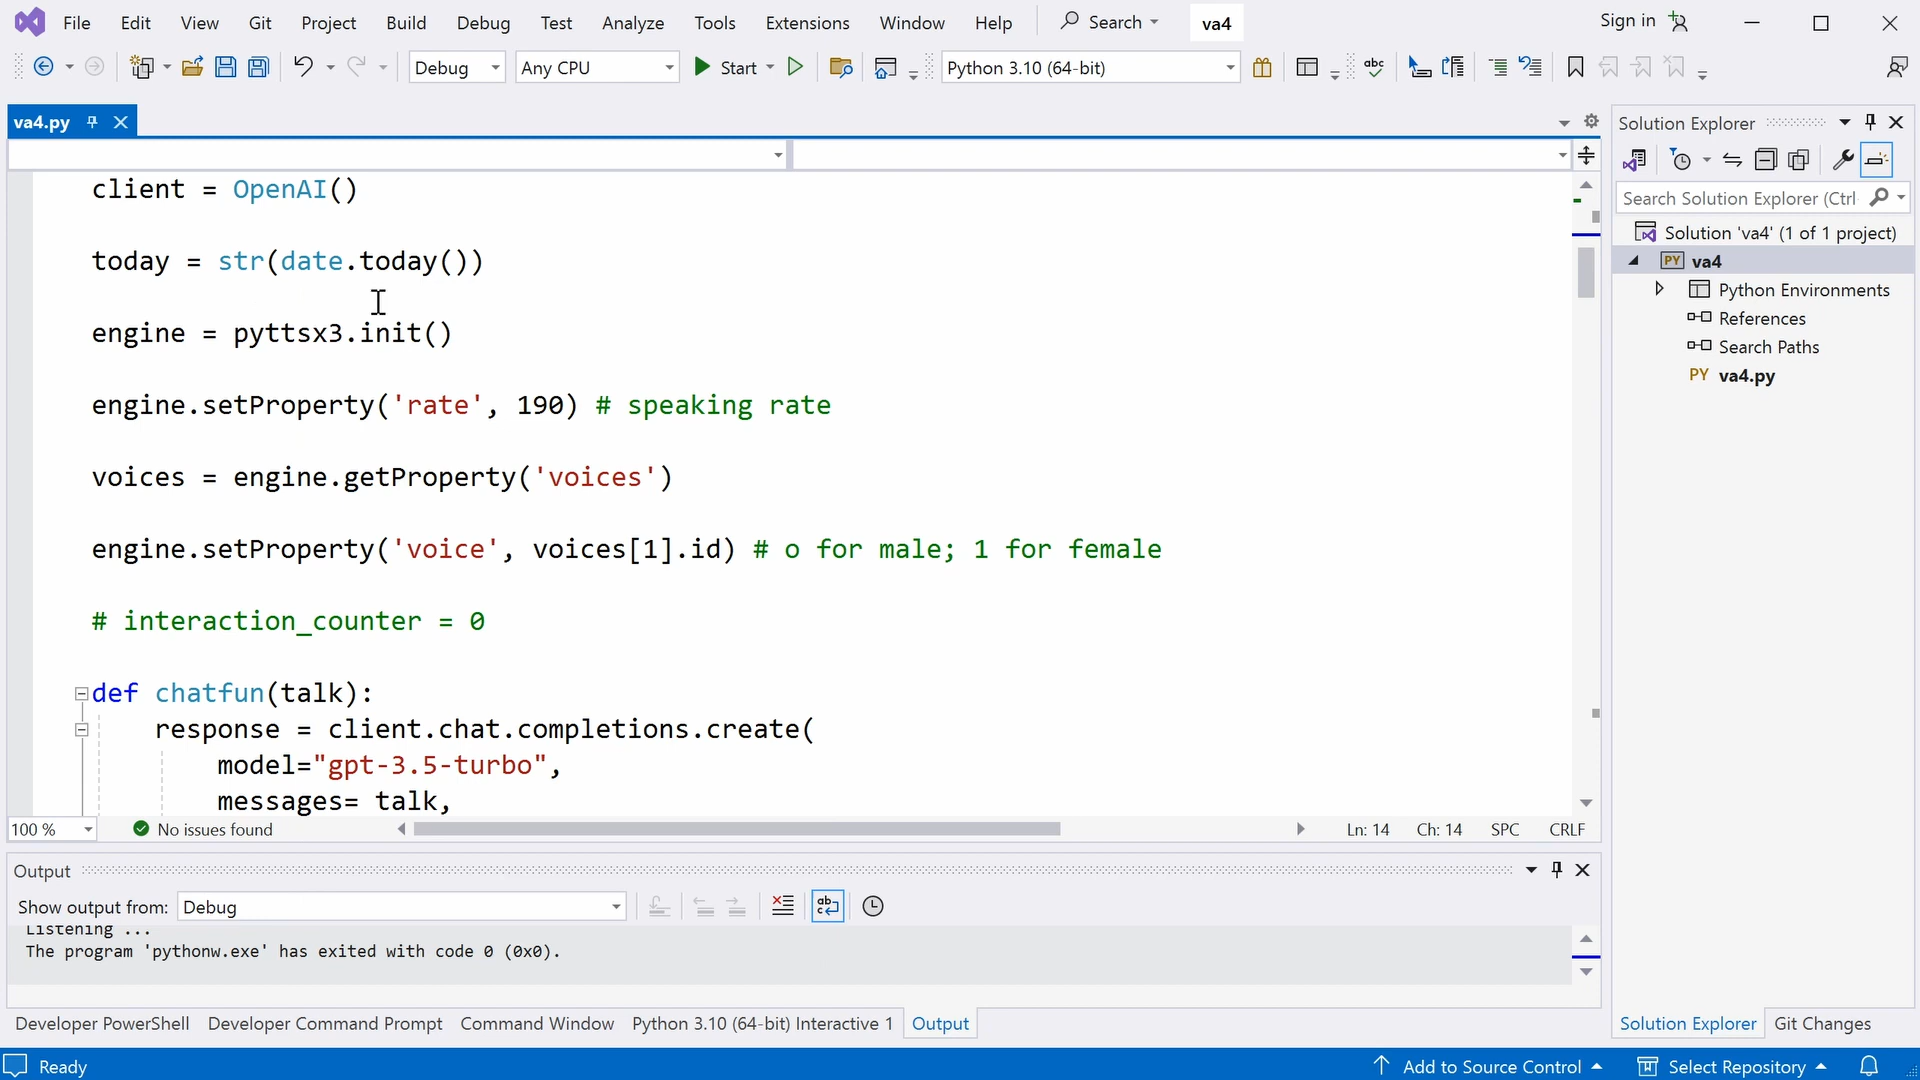 File Edit View Git Project Build Debug Test Analyze Tools Extensions Window Help Search va4 Sign in
Debug Any CPU Start Python 3.10 (64-bit)
va4.py
client = OpenAI()
today = str(date.today())
engine = pyttsx3.init()
engine.setProperty('rate', 190) # speaking rate
voices = engine.getProperty('voices')
engine.setProperty('voice', voices[1].id) # o for male; 1 for female
# interaction_counter = 0
def chatfun(talk):
response = client.chat.completions.create(
model="gpt-3.5-turbo",
messages= talk,
100 % No issues found Ln: 14 Ch: 14 SPC CRLF
Output
Show output from: Debug
Listening ...
The program 'pythonw.exe' has exited with code 0 (0x0).
Developer PowerShell Developer Command Prompt Command Window Python 3.10 (64-bit) Interactive 1 Output
Solution Explorer
Search Solution Explorer (Ctrl
Solution 'va4' (1 of 1 project)
PY va4
Python Environments
References
Search Paths
PY va4.py
Solution Explorer Git Changes
Ready Add to Source Control Select Repository